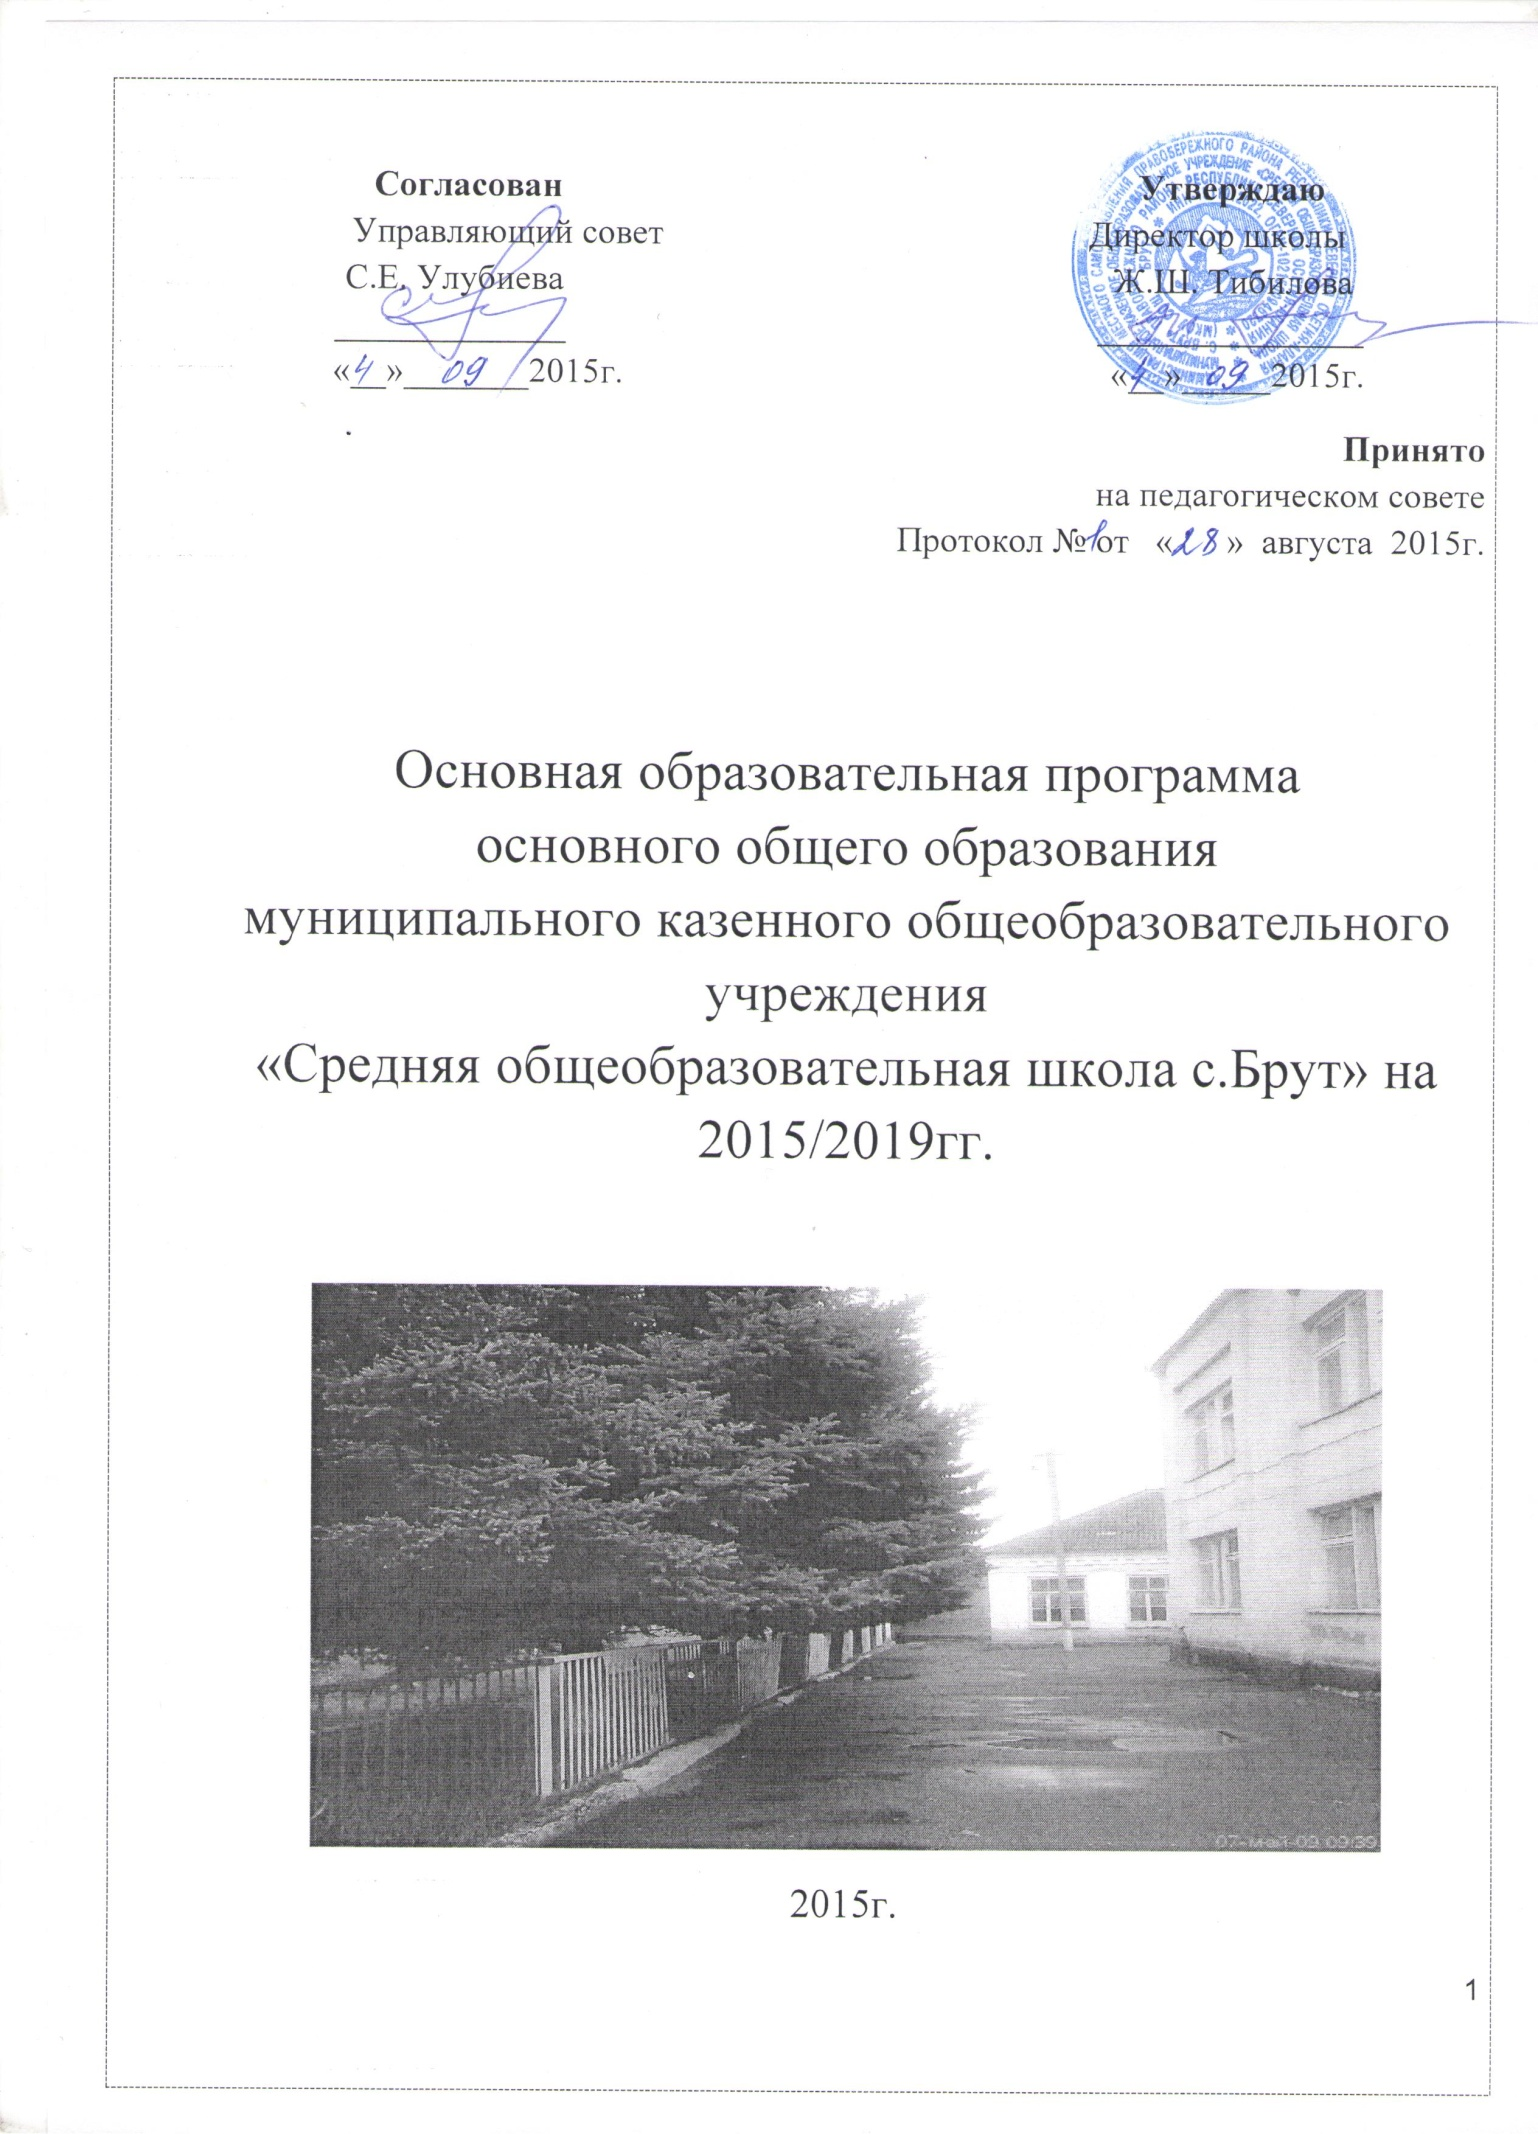 Согласован
Управляющий совет
С.Е. Улубиева
«4» 09 2015г.
Утверждаю
Директор школы
Ж.Ш. Тибилова
«4» 09 2015г.
Принято
на педагогическом совете
Протокол №1 от «28» августа 2015г.
Основная образовательная программа
основного общего образования
муниципального казенного общеобразовательного
учреждения
«Средняя общеобразовательная школа с.Брут» на
2015/2019гг.
07-май-09 09:39
2015г.
1